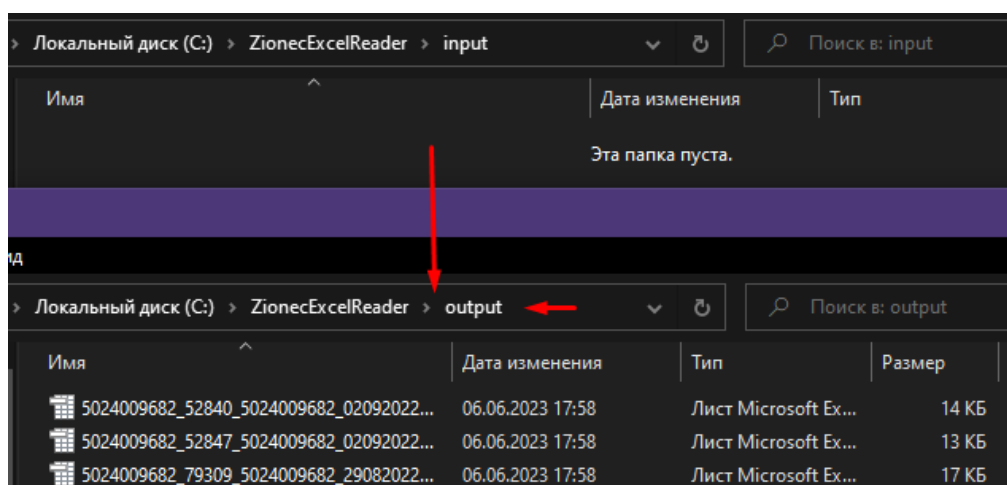 Локальный диск (C:) › ZionecExcelReader › input Поиск в: input
Имя Дата изменения Тип
Эта папка пуста.
ид
Локальный диск (C:) › ZionecExcelReader › output Поиск в: output
Имя Дата изменения Тип Размер
5024009682_52840_5024009682_02092022... 06.06.2023 17:58 Лист Microsoft Ex... 14 КБ
5024009682_52847_5024009682_02092022... 06.06.2023 17:58 Лист Microsoft Ex... 13 КБ
5024009682_79309_5024009682_29082022... 06.06.2023 17:58 Лист Microsoft Ex... 17 КБ